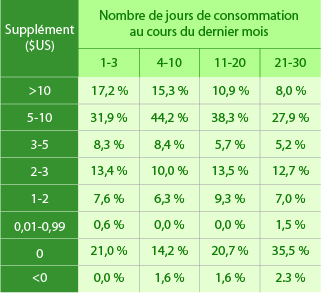 Supplément
($US)
Nombre de jours de consommation
au cours du dernier mois
1-3 4-10 11-20 21-30
>10 17,2 % 15,3 % 10,9 % 8,0 %
5-10 31,9 % 44,2 % 38,3 % 27,9 %
3-5 8,3 % 8,4 % 5,7 % 5,2 %
2-3 13,4 % 10,0 % 13,5 % 12,7 %
1-2 7,6 % 6,3 % 9,3 % 7,0 %
0,01-0,99 0,6 % 0,0 % 0,0 % 1,5 %
0 21,0 % 14,2 % 20,7 % 35,5 %
<0 0,0 % 1,6 % 1,6 % 2.3 %